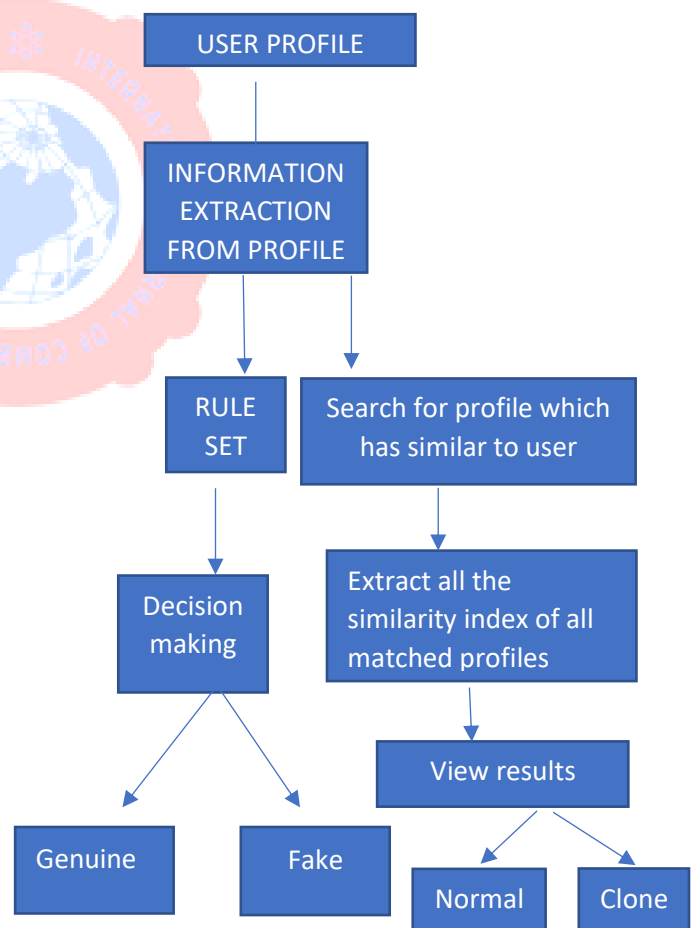 USER PROFILE
INFORMATION
EXTRACTION
FROM PROFILE
RULE
SET
Search for profile which
has similar to user
Decision
making
Extract all the
similarity index of all
matched profiles
View results
Genuine
Fake
Normal
Clone